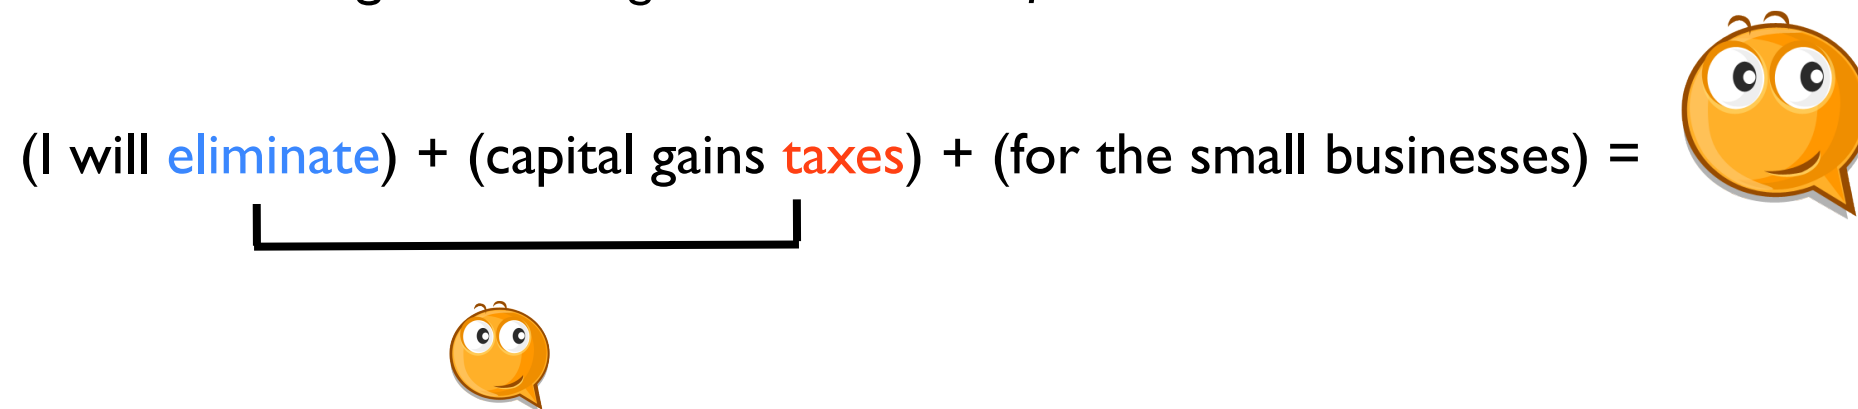 (I will eliminate) + (capital gains taxes) + (for the small businesses) =